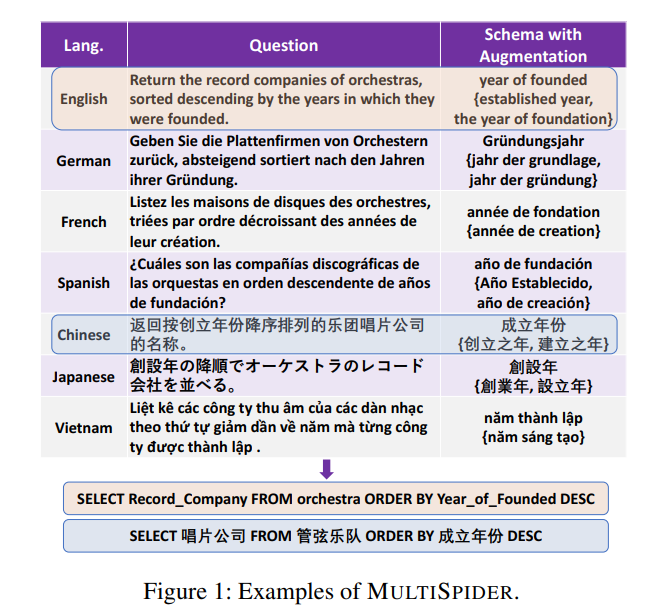 Lang.
Question
Schema with
Augmentation
English
Return the record companies of orchestras,
sorted descending by the years in which they
were founded.
year of founded
{established year,
the year of foundation}
German
Geben Sie die Plattenfirmen von Orchestern
zurück, absteigend sortiert nach den Jahren
ihrer Gründung.
Gründungsjahr
{jahr der grundlage,
jahr der gründung}
French
Listez les maisons de disques des orchestres,
triées par ordre décroissant des années de
leur création.
année de fondation
{année de creation}
Spanish
¿Cuáles son las compañías discográficas de
las orquestas en orden descendente de años
de fundación?
año de fundación
{Año Establecido,
año de creación}
Chinese
返回按创立年份降序排列的乐团唱片公司
的名称。
成立年份
{创立之年, 建立之年}
Japanese
創設年の降順でオーケストラのレコード
会社を並べる。
創設年
{創業年, 設立年}
Vietnam
Liệt kê các công ty thu âm của các dàn nhạc
theo thứ tự giảm dần về năm mà từng công
ty được thành lập .
năm thành lập
{năm sáng tạo}
SELECT Record_Company FROM orchestra ORDER BY Year_of_Founded DESC
SELECT 唱片公司 FROM 管弦乐队 ORDER BY 成立年份 DESC
Figure 1: Examples of MULTISPIDER.